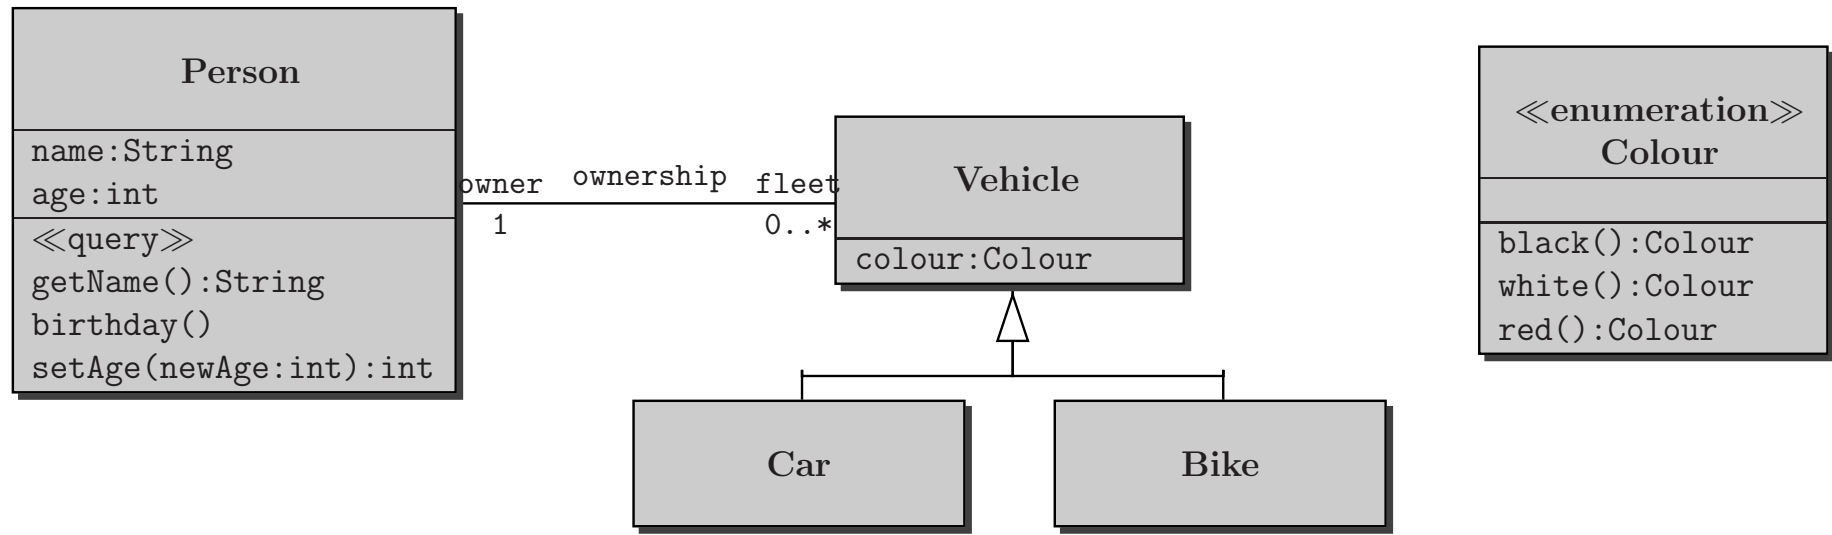 Person
name:String
age:int
≪query≫
getName():String
birthday()
setAge(newAge:int):int
owner
ownership
fleet
1
0..*
Vehicle
colour:Colour
Car
Bike
≪enumeration≫
Colour
black():Colour
white():Colour
red():Colour